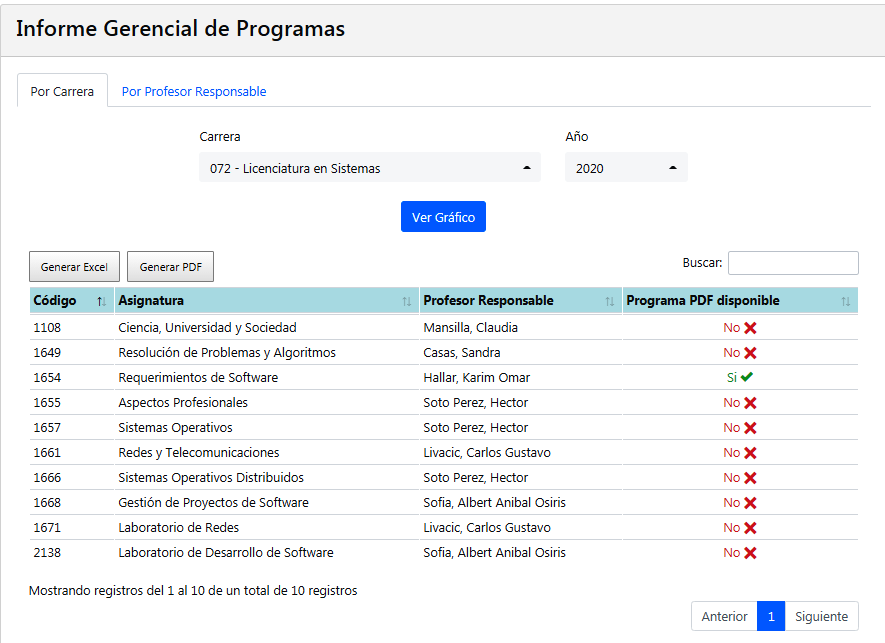 Informe Gerencial de Programas
Por Carrera Por Profesor Responsable
Carrera Año
072 - Licenciatura en Sistemas 2020
Ver Gráfico
Generar Excel Generar PDF Buscar:
Código Asignatura Profesor Responsable Programa PDF disponible
1108 Ciencia, Universidad y Sociedad Mansilla, Claudia No
1649 Resolución de Problemas y Algoritmos Casas, Sandra No
1654 Requerimientos de Software Hallar, Karim Omar Si
1655 Aspectos Profesionales Soto Perez, Hector No
1657 Sistemas Operativos Soto Perez, Hector No
1661 Redes y Telecomunicaciones Livacic, Carlos Gustavo No
1666 Sistemas Operativos Distribuidos Soto Perez, Hector No
1668 Gestión de Proyectos de Software Sofia, Albert Anibal Osiris No
1671 Laboratorio de Redes Livacic, Carlos Gustavo No
2138 Laboratorio de Desarrollo de Software Sofia, Albert Anibal Osiris No
Mostrando registros del 1 al 10 de un total de 10 registros
Anterior 1 Siguiente